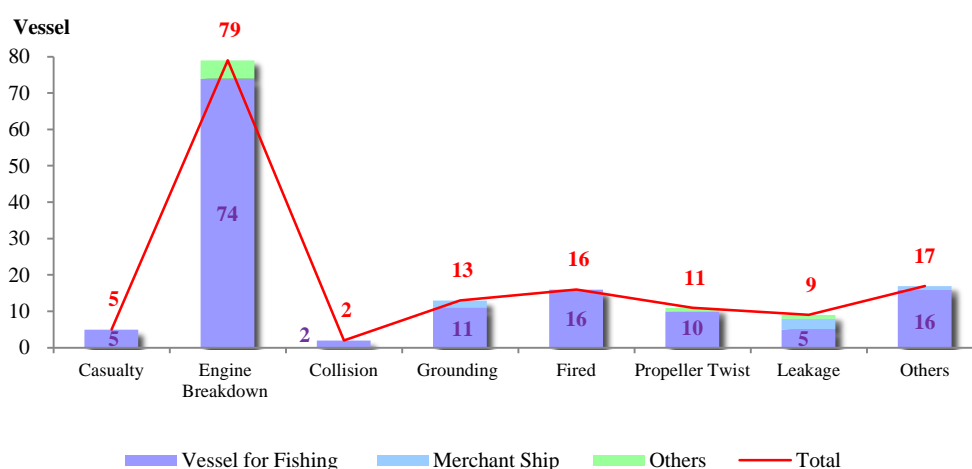 Vessel
79
80
70
60
50
40
30
20
10
0
74
5
5
2
2
13
11
16
16
11
10
9
5
17
16
Casualty
Engine
Breakdown
Collision
Grounding
Fired
Propeller Twist
Leakage
Others
Vessel for Fishing
Merchant Ship
Others
Total